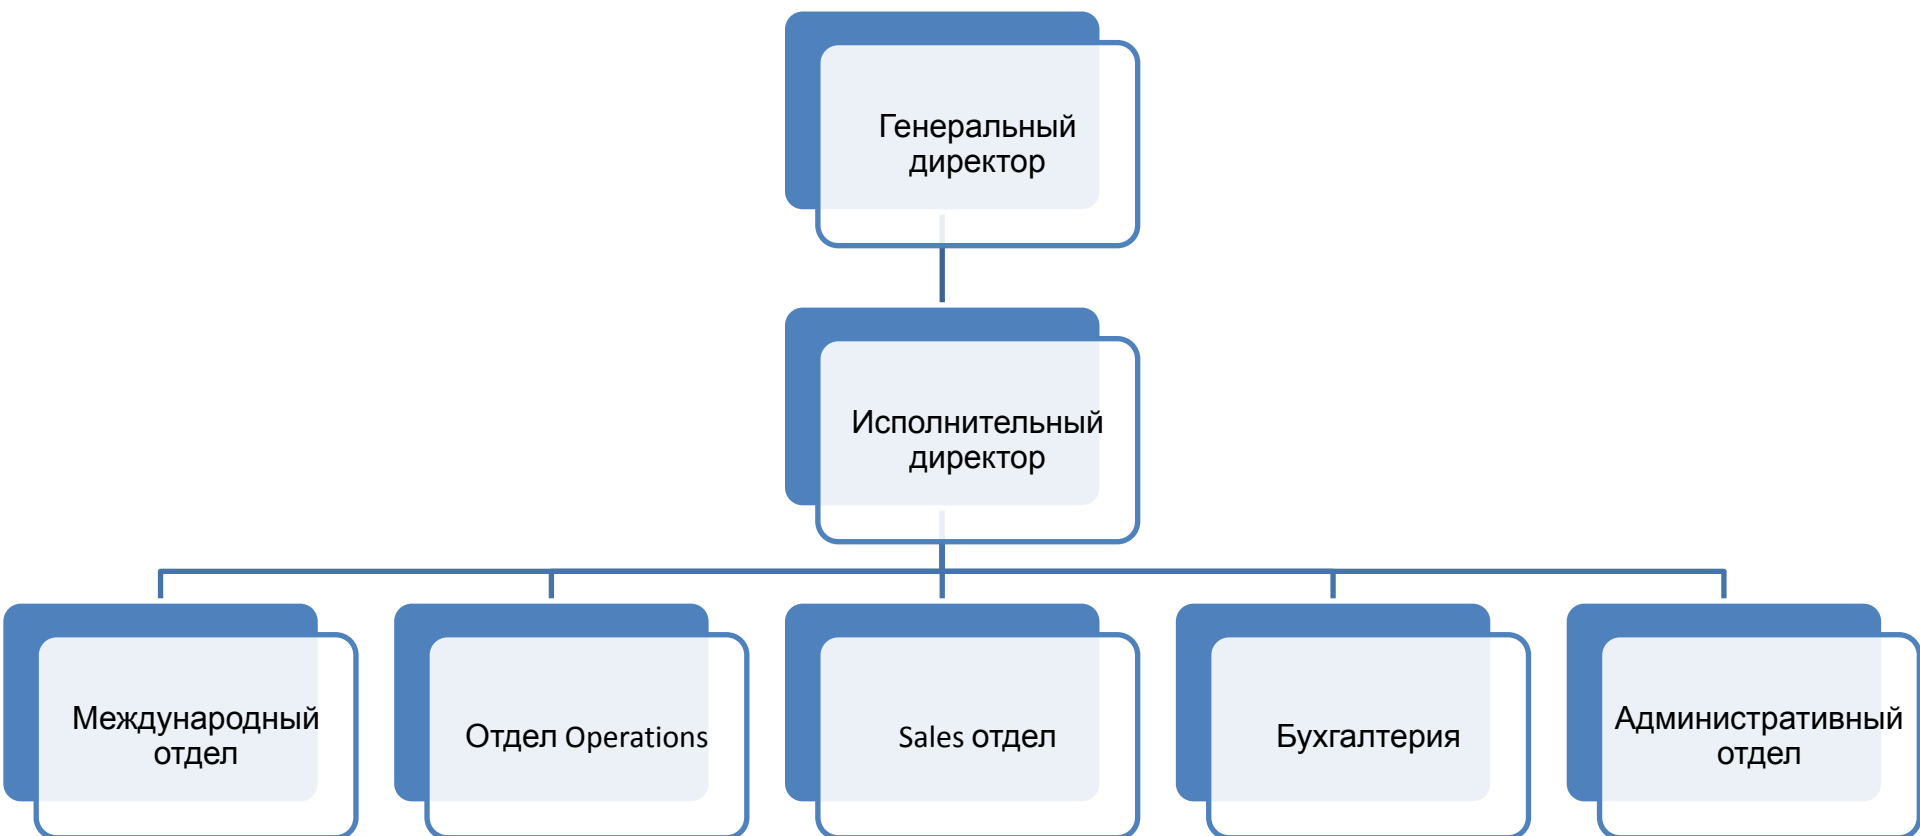 Генеральный
директор
Исполнительный
директор
Международный
отдел
Отдел Operations
Sales отдел
Бухгалтерия
Административный
отдел